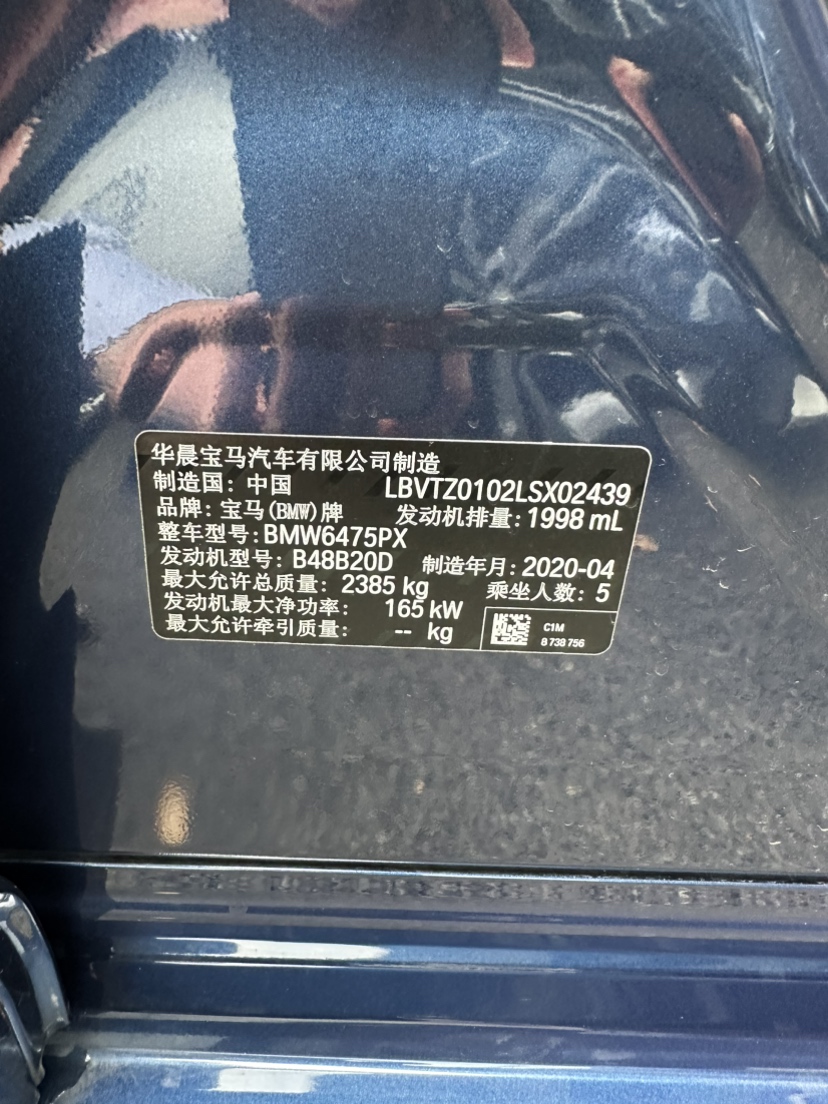 华晨宝马汽车有限公司制造
制造国：中国 LBVTZ0102LSX02439
品牌：宝马(BMW)牌 发动机排量：1998 mL
整车型号：BMW6475PX
发动机型号：B48B20D 制造年月：2020-04
最大允许总质量：2385 kg 乘坐人数：5
发动机最大净功率： 165 kW
最大允许牵引质量： -- kg
C1M
8 738 756